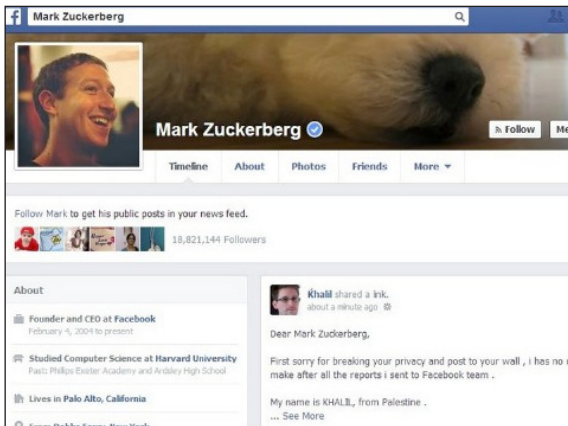 f Mark Zuckerberg
Mark Zuckerberg
Follow Me
Timeline About Photos Friends More
Follow Mark to get his public posts in your news feed.
18,821,144 Followers
About
Founder and CEO at Facebook
February 4, 2004 to present
Studied Computer Science at Harvard University
Past: Phillips Exeter Academy and Ardsley High School
Lives in Palo Alto, California
From Dobbs Ferry, New York
Khalil shared a link.
about a minute ago
Dear Mark Zuckerberg,
First sorry for breaking your privacy and post to your wall , i has no
make after all the reports i sent to Facebook team .
My name is KHALIL, from Palestine .
... See More